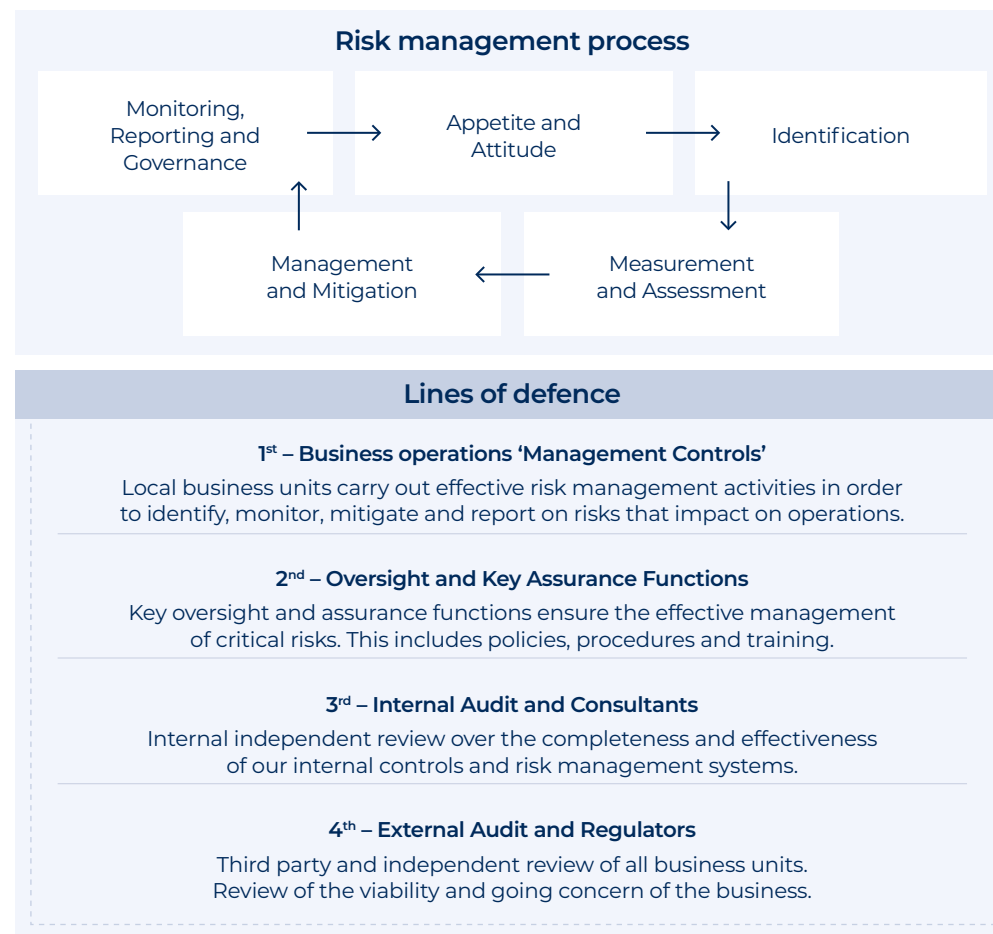 Risk management process
Monitoring,
Reporting and
Governance
Appetite and
Attitude
Identification
Management
and Mitigation
Measurement
and Assessment
Lines of defence
1st – Business operations ‘Management Controls’
Local business units carry out effective risk management activities in order
to identify, monitor, mitigate and report on risks that impact on operations.
2nd – Oversight and Key Assurance Functions
Key oversight and assurance functions ensure the effective management
of critical risks. This includes policies, procedures and training.
3rd – Internal Audit and Consultants
Internal independent review over the completeness and effectiveness
of our internal controls and risk management systems.
4th – External Audit and Regulators
Third party and independent review of all business units.
Review of the viability and going concern of the business.